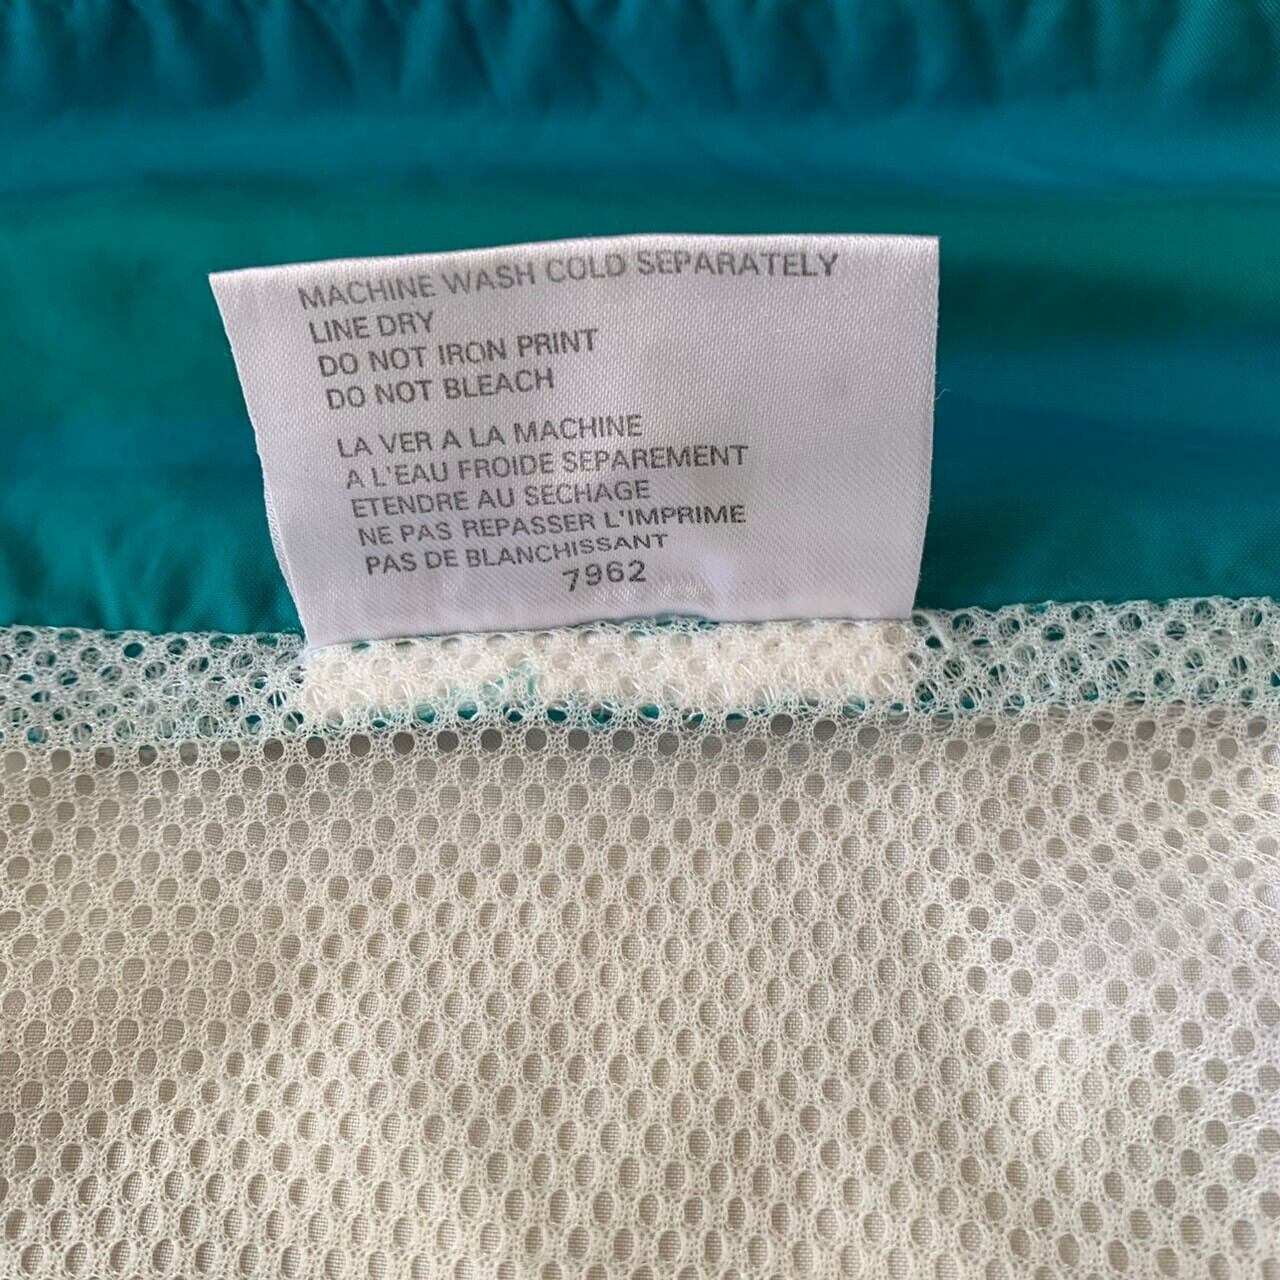 MACHINE WASH COLD SEPARATELY
LINE DRY
DO NOT IRON PRINT
DO NOT BLEACH
LA VER A LA MACHINE
A L'EAU FROIDE SEPAREMENT
ETENDRE AU SECHAGE
NE PAS REPASSER L'IMPRIME
PAS DE BLANCHISSANT
7962